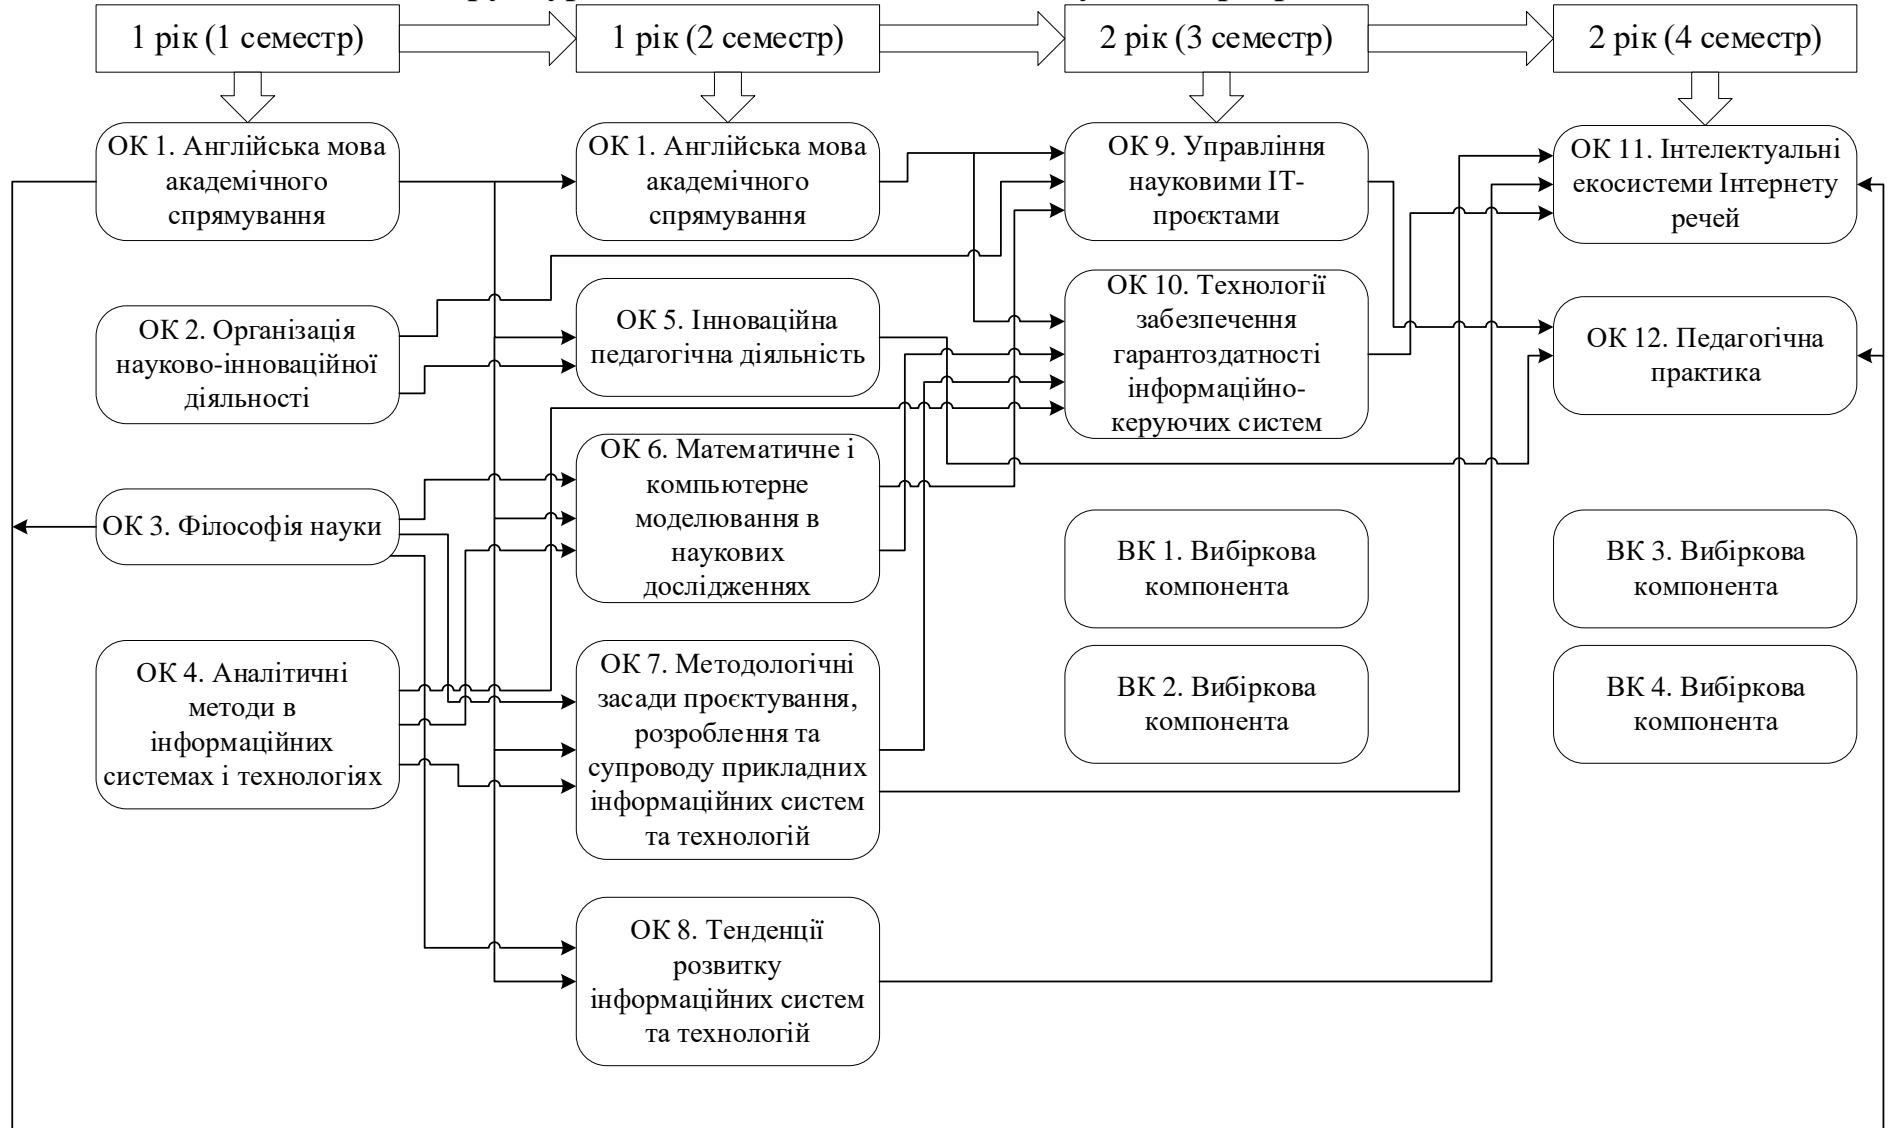 1 рік (1 семестр)
1 рік (2 семестр)
2 рік (3 семестр)
2 рік (4 семестр)
ОК 1. Англійська мова
академічного
спрямування
ОК 2. Організація
науково-інноваційної
діяльності
ОК 3. Філософія науки
ОК 4. Аналітичні
методи в
інформаційних
системах і технологіях
ОК 1. Англійська мова
академічного
спрямування
ОК 5. Інноваційна
педагогічна діяльність
ОК 6. Математичне і
компьютерне
моделювання в
наукових
дослідженнях
ОК 7. Методологічні
засади проєктування,
розроблення та
супроводу прикладних
інформаційних систем
та технологій
ОК 8. Тенденції
розвитку
інформаційних систем
та технологій
ОК 9. Управління
науковими ІТ-
проєктами
ОК 10. Технології
забезпечення
гарантоздатності
інформаційно-
керуючих систем
ВК 1. Вибіркова
компонента
ВК 2. Вибіркова
компонента
ОК 11. Інтелектуальні
екосистеми Інтернету
речей
ОК 12. Педагогічна
практика
ВК 3. Вибіркова
компонента
ВК 4. Вибіркова
компонента